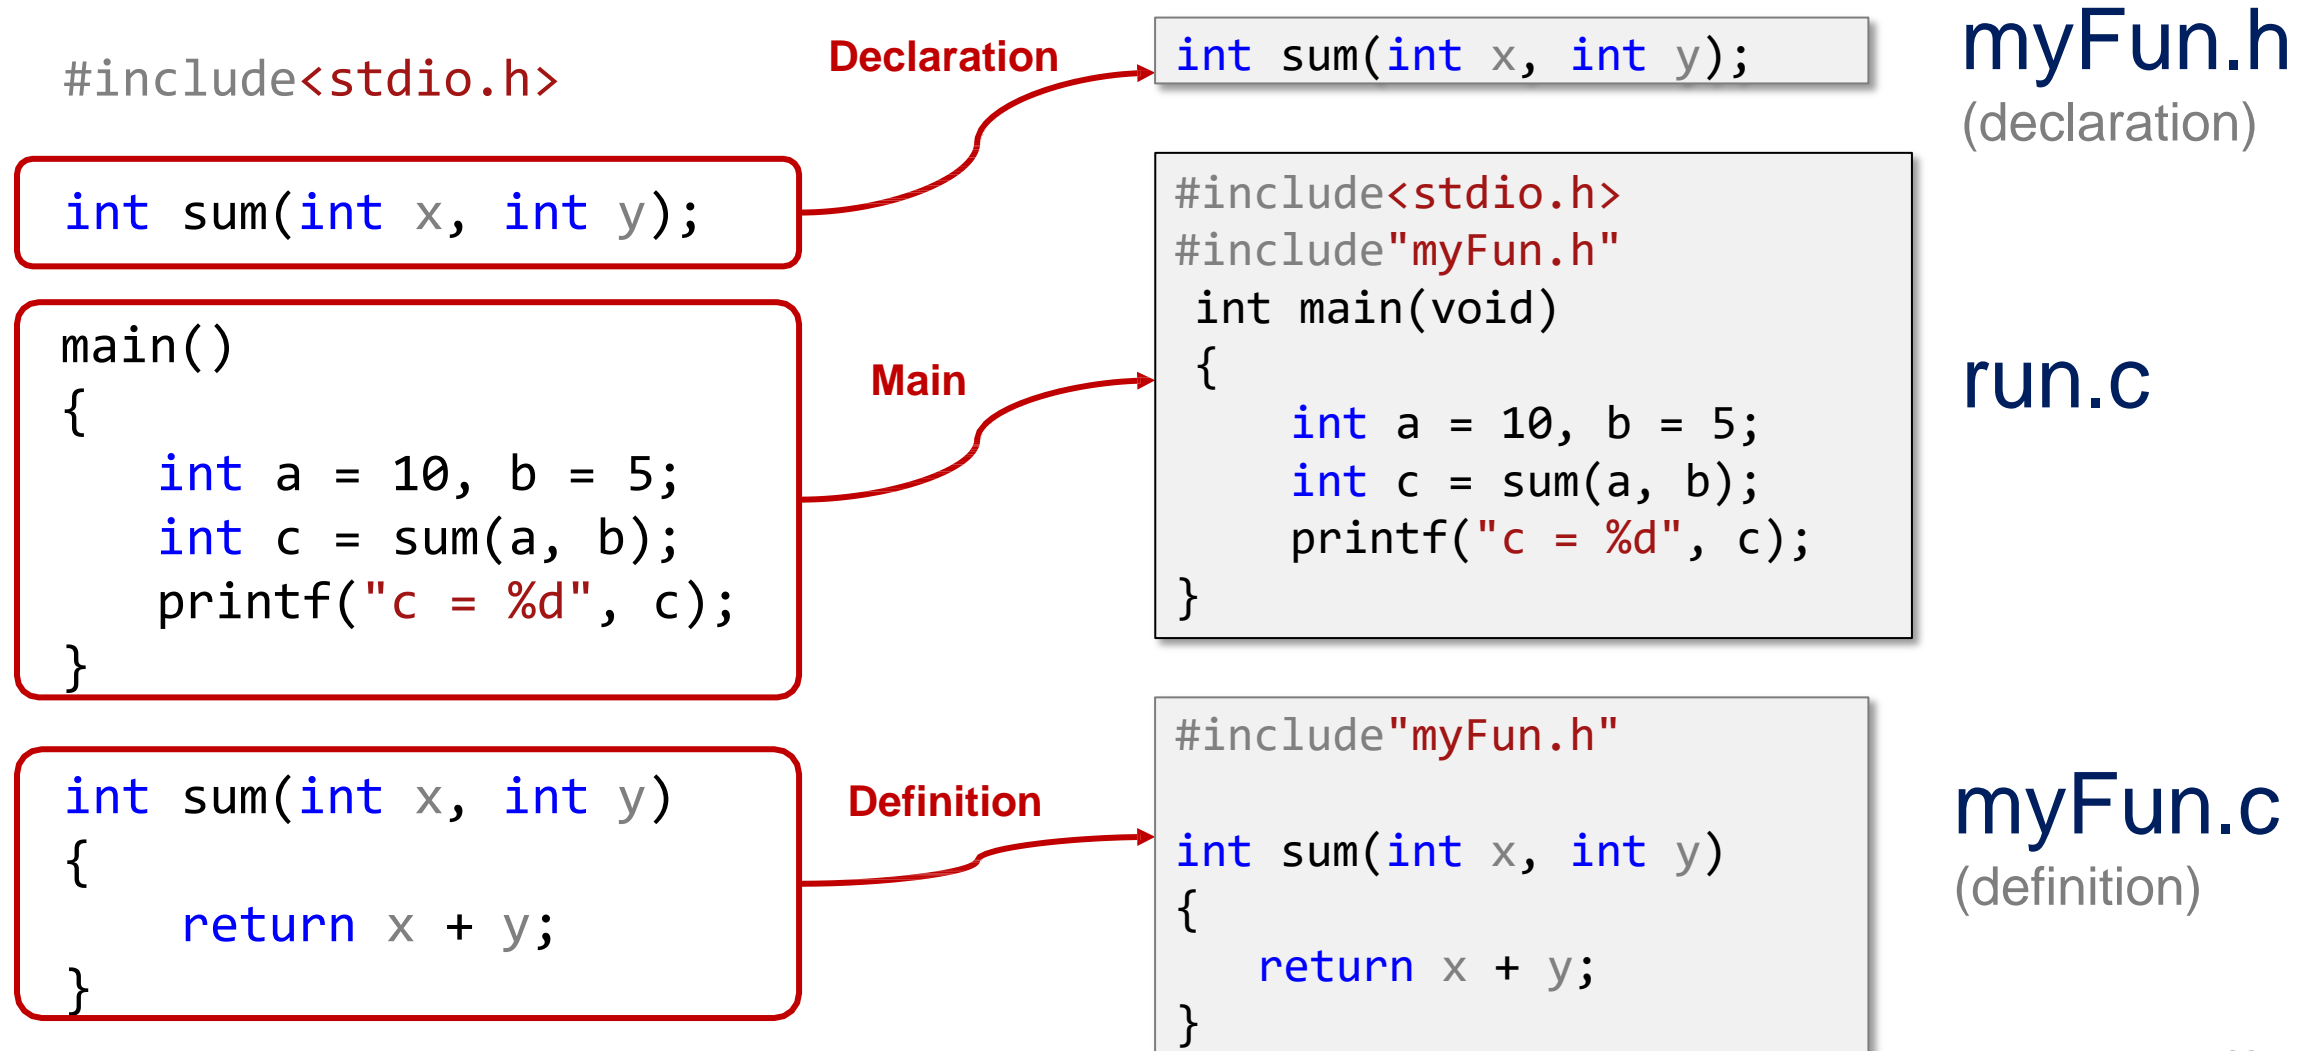 #include<stdio.h>
int sum(int x, int y);
main()
{
int a = 10, b = 5;
int c = sum(a, b);
printf("c = %d", c);
}
int sum(int x, int y)
{
return x + y;
}
Declaration
Main
Definition
int sum(int x, int y);
myFun.h
(declaration)
#include<stdio.h>
#include"myFun.h"
int main(void)
{
int a = 10, b = 5;
int c = sum(a, b);
printf("c = %d", c);
}
run.c
#include"myFun.h"
int sum(int x, int y)
{
return x + y;
}
myFun.c
(definition)